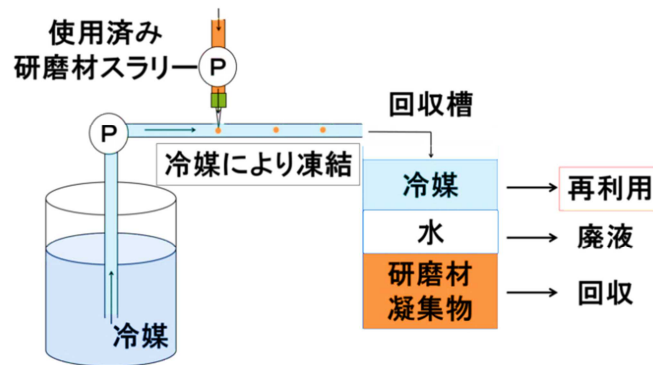 使用済み
研磨材スラリー
P
P
回収槽
冷媒により凍結
冷媒
再利用
水
廃液
研磨材
凝集物
回収
冷媒